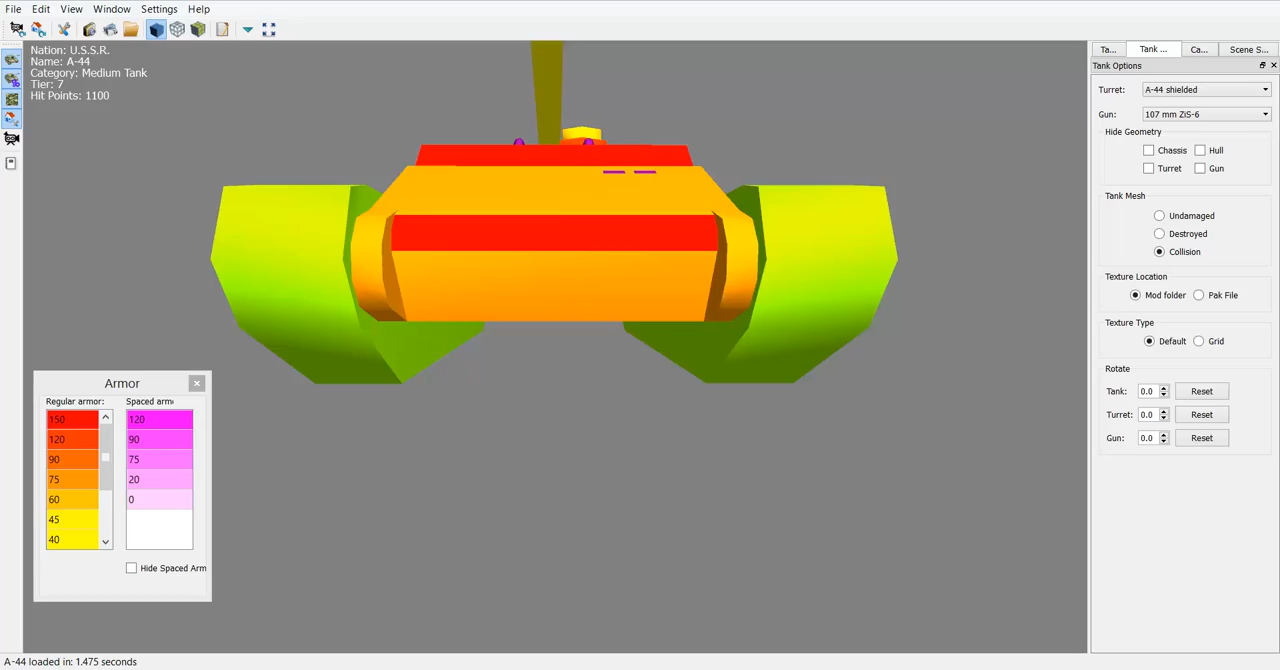 File Edit View Window Settings Help
Nation: U.S.S.R.
Name: A-44
Category: Medium Tank
Tier: 7
Hit Points: 1100
Ta... Tank ... Ca... Scene S...
Tank Options
Turret: A-44 shielded
Gun: 107 mm ZiS-6
Hide Geometry
Chassis Hull
Turret Gun
Tank Mesh
Undamaged
Destroyed
Collision
Texture Location
Mod folder Pak File
Texture Type
Default Grid
Rotate
Tank: 0.0 Reset
Turret: 0.0 Reset
Gun: 0.0 Reset
Armor
Regular armor: Spaced arm
150 120
120 90
90 75
75 20
60 0
45
40
Hide Spaced Arm
A-44 loaded in: 1.475 seconds